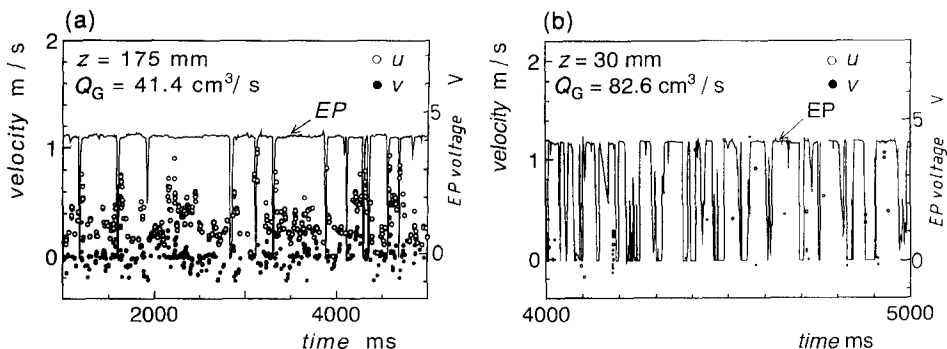 (a)
velocity m / s
2
1
0
z = 175 mm
Q_G = 41.4 cm³/ s
○ u
● v
EP
5
0
EP voltage V
2000
4000
time ms
(b)
velocity m / s
2
1
0
z = 30 mm
Q_G = 82.6 cm³/ s
○ u
● v
EP
5
0
EP voltage V
4000
5000
time ms